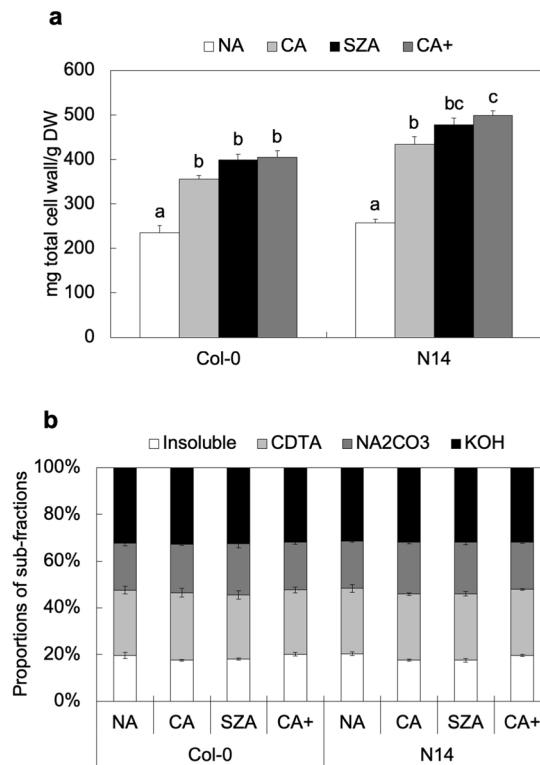 a
NA CA SZA CA+
600
500
400
300
200
100
0
mg total cell wall/g DW
a b b b a b bc c
Col-0 N14
b
Insoluble CDTA NA2CO3 KOH
100%
80%
60%
40%
20%
0%
Proportions of sub-fractions
NA CA SZA CA+ NA CA SZA CA+
Col-0 N14